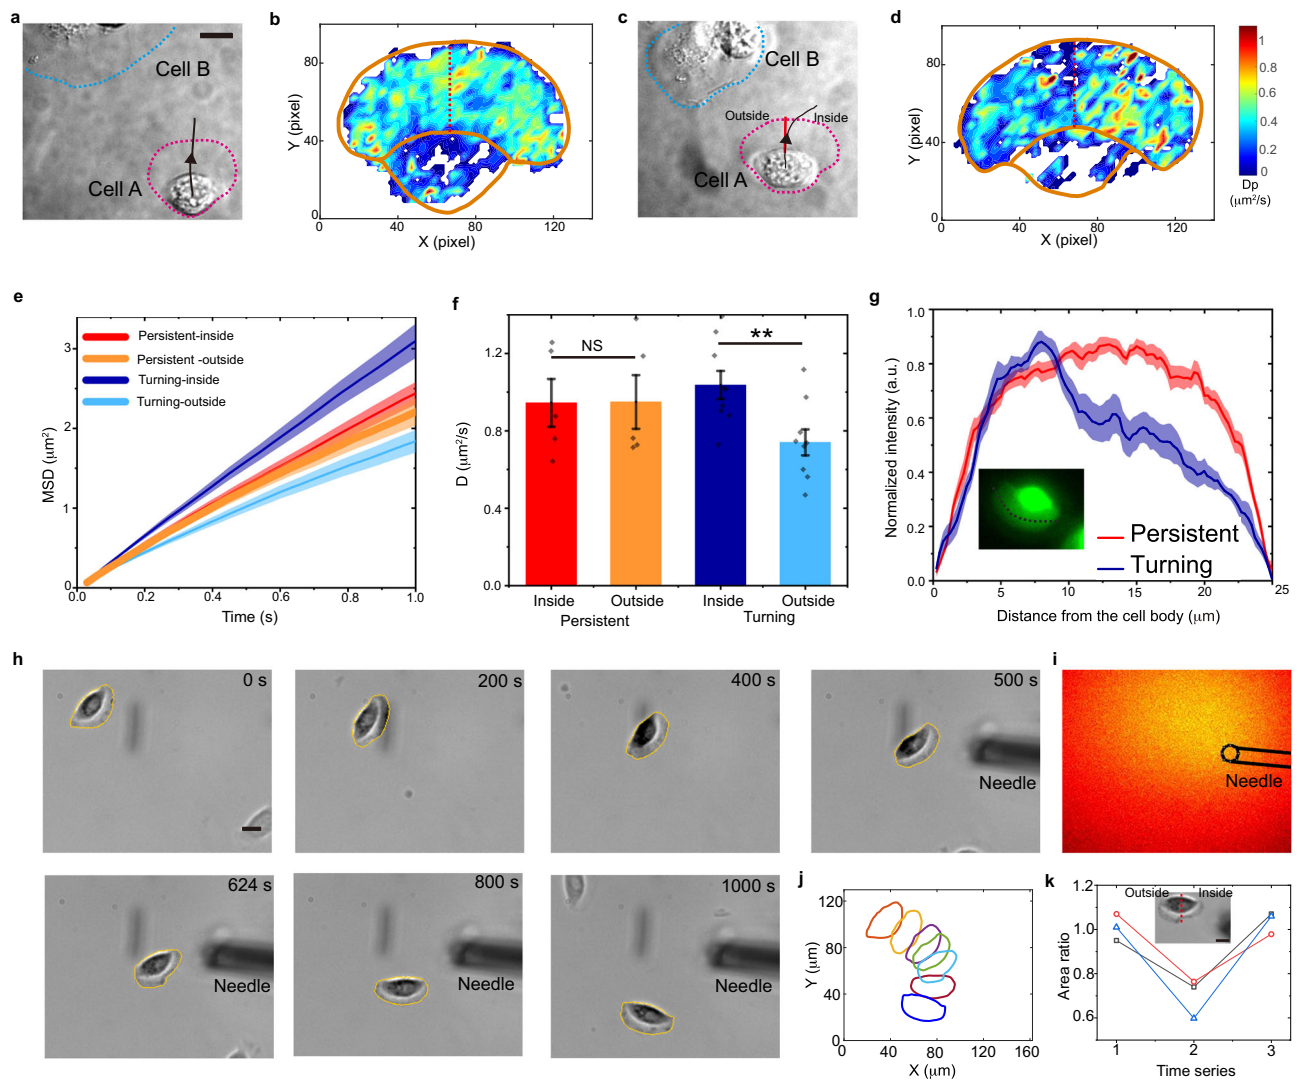 a
Cell B
Cell A
b
80
40
0
Y (pixel)
0
40
80
120
X (pixel)
c
Cell B
Outside
Inside
Cell A
d
80
40
0
Y (pixel)
0
40
80
120
X (pixel)
1
0.8
0.6
0.4
0.2
0
Dp
(μm²/s)
e
Persistent-inside
Persistent -outside
Turning-inside
Turning-outside
3
2
1
0
MSD (μm²)
0.0
0.2
0.4
0.6
0.8
1.0
Time (s)
f
NS
**
1.2
0.8
0.4
0.0
D (μm²/s)
Inside
Outside
Inside
Outside
Persistent
Turning
g
1.0
0.8
0.6
0.4
0.2
0.0
Normalized intensity (a.u.)
Persistent
Turning
0
5
10
15
20
25
Distance from the cell body (μm)
h
0 s
200 s
400 s
500 s
Needle
624 s
Needle
800 s
Needle
1000 s
Needle
i
Needle
j
120
80
40
0
Y (μm)
0
40
80
120
160
X (μm)
k
1.2
1.0
0.8
0.6
Area ratio
Outside
Inside
1
2
3
Time series